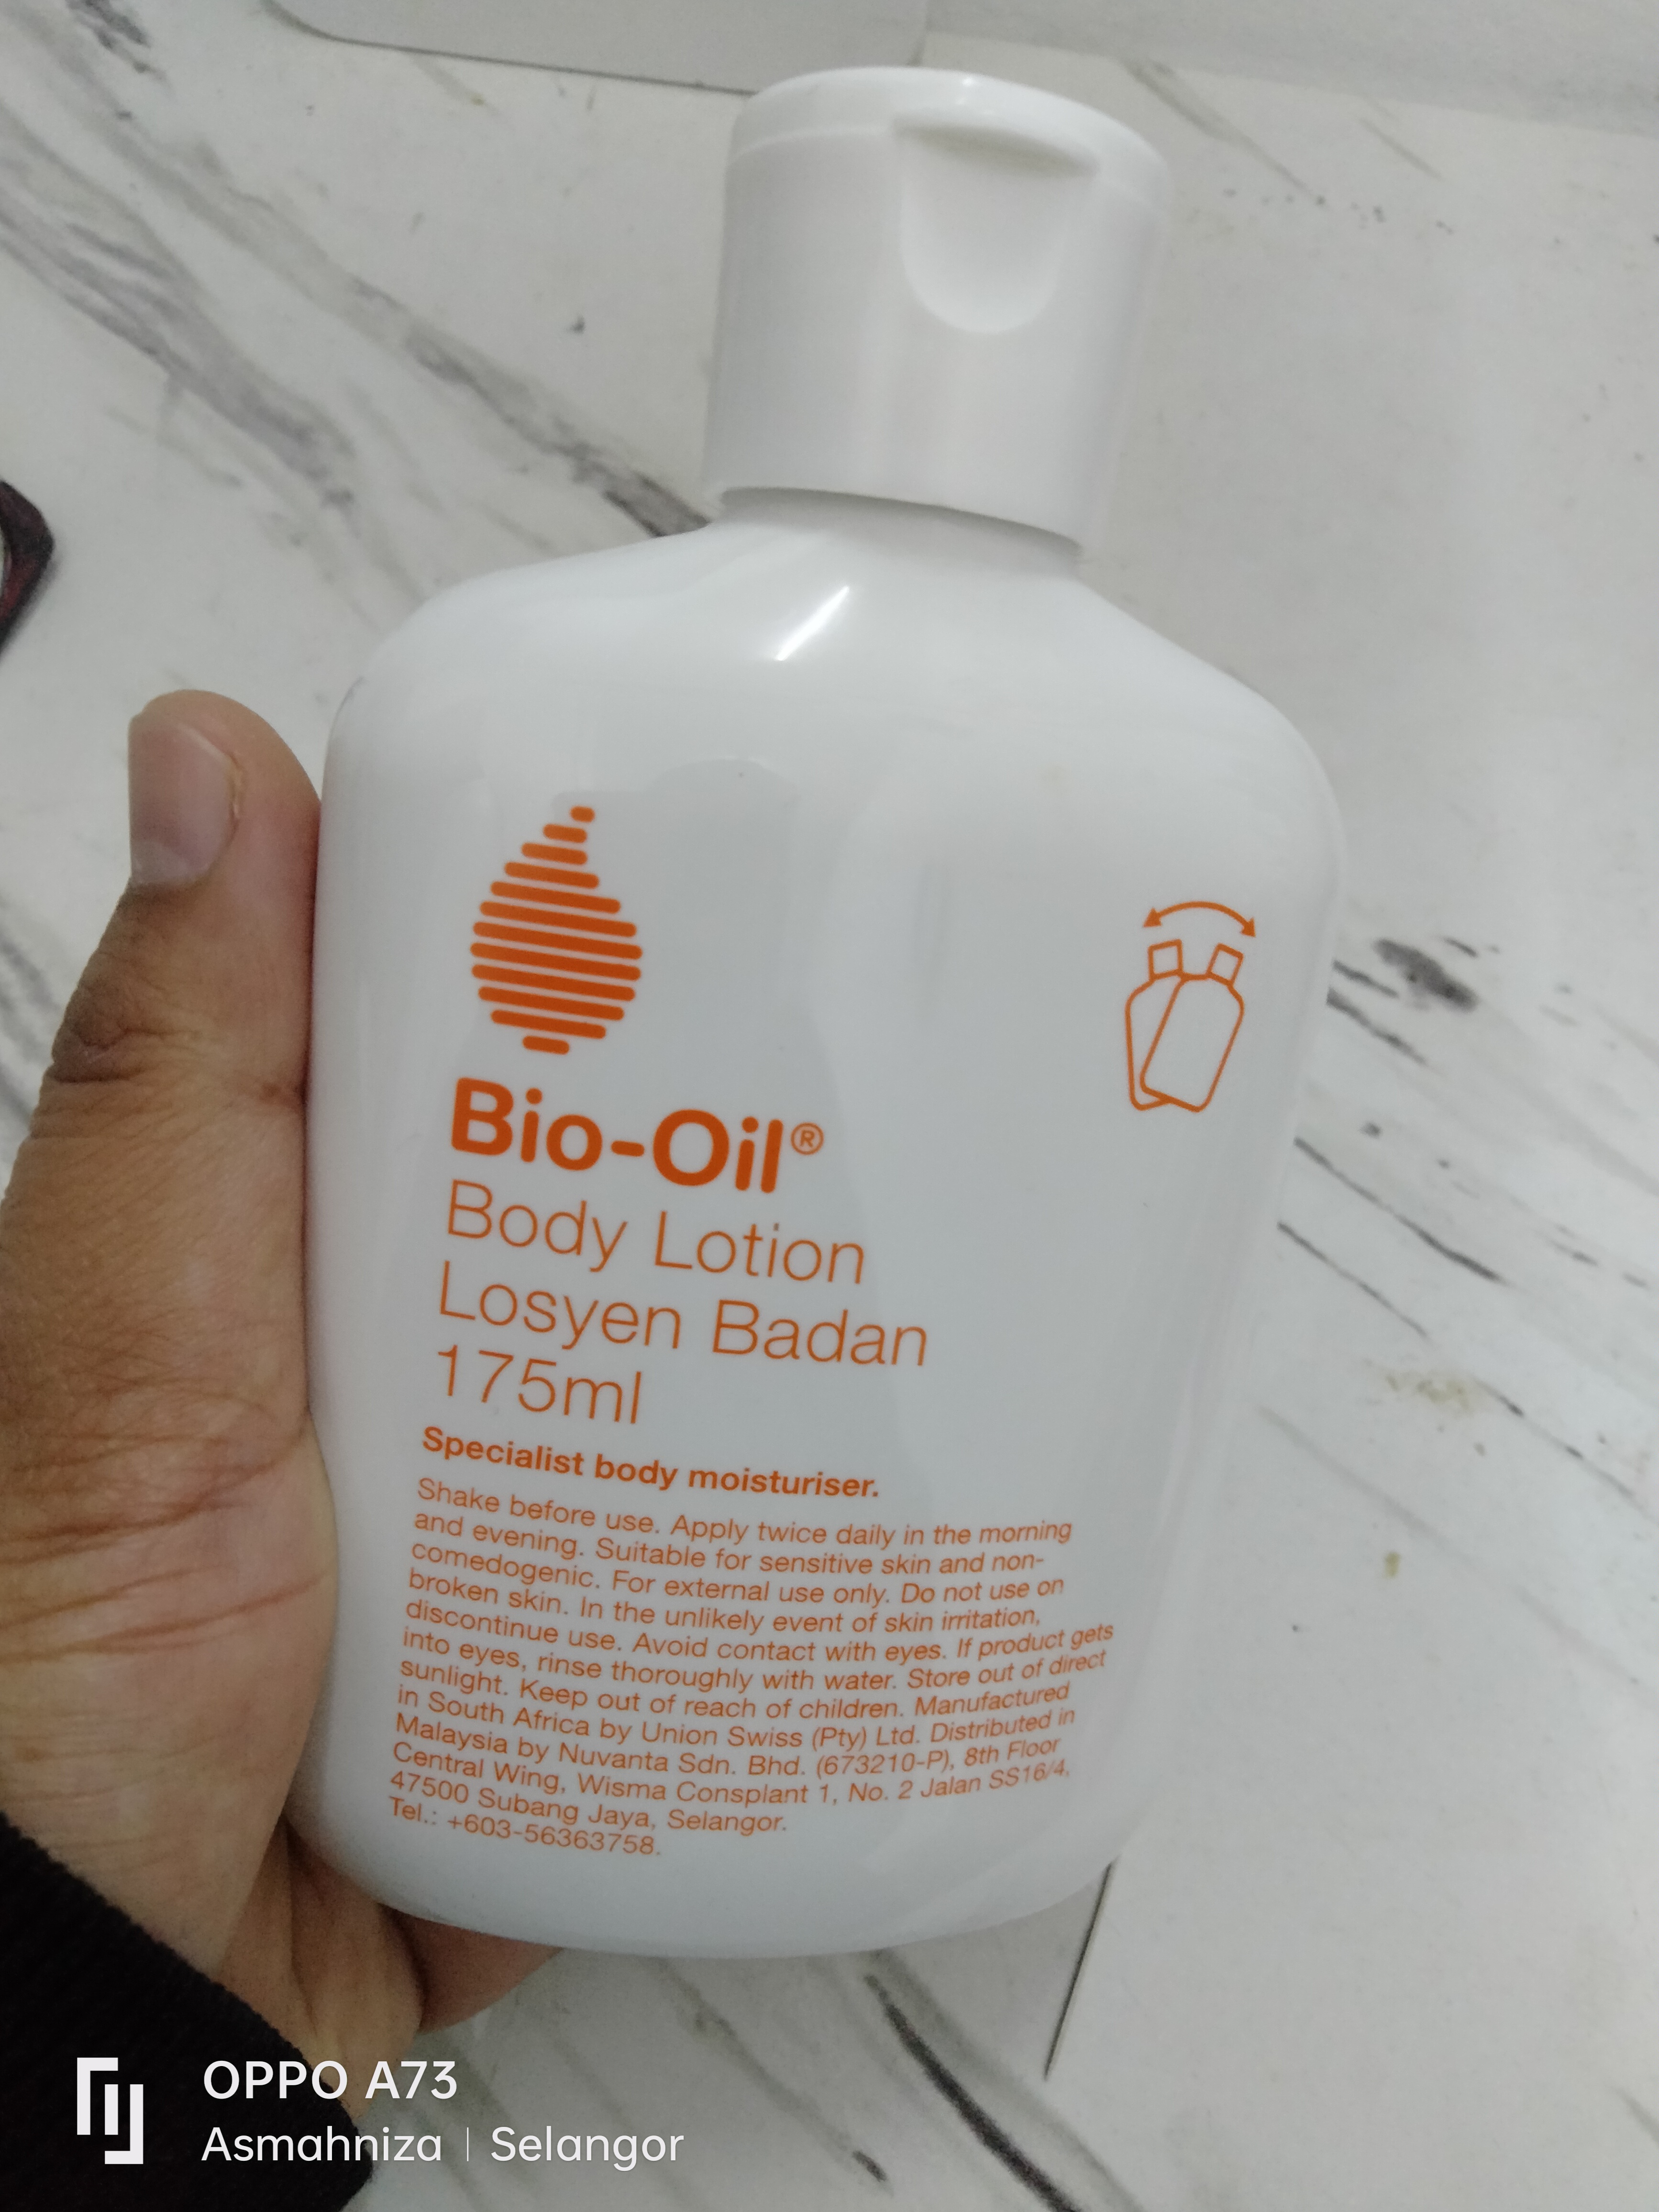 Bio-Oil®
Body Lotion
Losyen Badan
175ml
Specialist body moisturiser.
Shake before use. Apply twice daily in the morning
and evening. Suitable for sensitive skin and non-
comedogenic. For external use only. Do not use on
broken skin. In the unlikely event of skin irritation,
discontinue use. Avoid contact with eyes. If product gets
into eyes, rinse thoroughly with water. Store out of direct
sunlight. Keep out of reach of children. Manufactured
in South Africa by Union Swiss (Pty) Ltd. Distributed in
Malaysia by Nuvanta Sdn. Bhd. (673210-P), 8th Floor
Central Wing, Wisma Consplant 1, No. 2 Jalan SS16/4,
47500 Subang Jaya, Selangor.
Tel.: +603-56363758.
OPPO A73
Asmahniza | Selangor